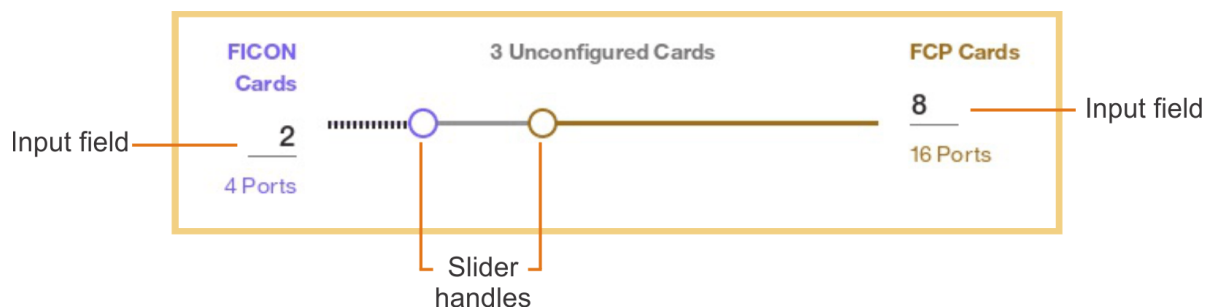 FICON
Cards
3 Unconfigured Cards
FCP Cards
Input field
2
8
Input field
4 Ports
16 Ports
Slider
handles